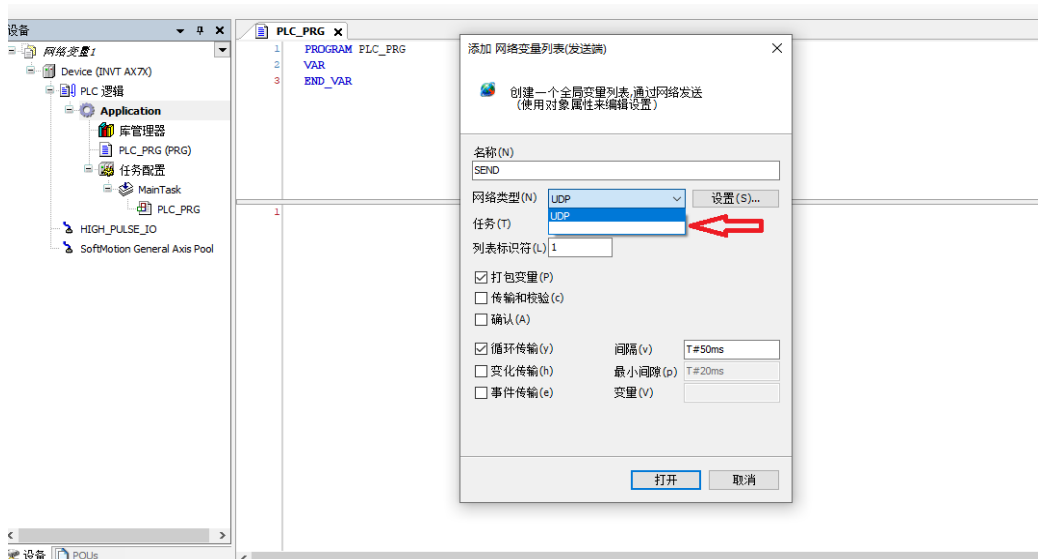 设备
网络变量1
Device (INVT AX7X)
PLC 逻辑
Application
库管理器
PLC_PRG (PRG)
任务配置
MainTask
PLC_PRG
HIGH_PULSE_IO
SoftMotion General Axis Pool
设备 POUs
PLC_PRG
1 PROGRAM PLC_PRG
2 VAR
3 END_VAR
1
添加 网络变量列表(发送端)
创建一个全局变量列表,通过网络发送
(使用对象属性来编辑设置)
名称(N)
SEND
网络类型(N) UDP 设置(S)...
UDP
任务(T)
列表标识符(L) 1
打包变量(P)
传输和校验(c)
确认(A)
循环传输(y) 间隔(v) T#50ms
变化传输(h) 最小间隙(p) T#20ms
事件传输(e) 变量(V)
打开 取消